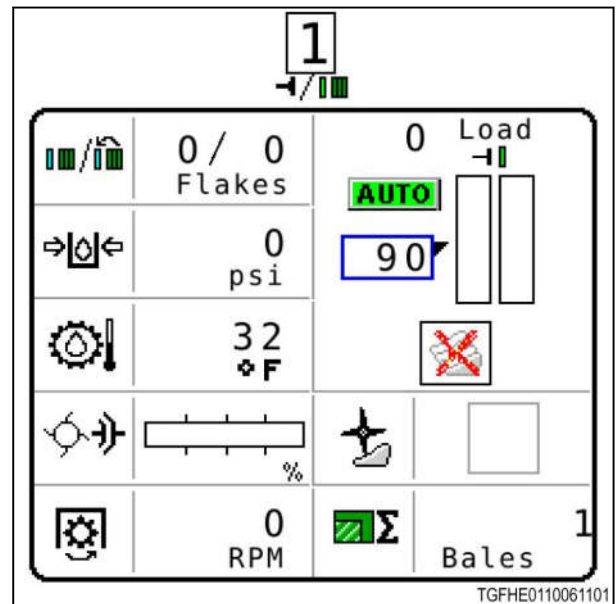 1
0/ 0
Flakes
0 Load
AUTO
90
0
psi
32
°F
%
0
RPM
Σ
1
Bales
TGFHE0110061101